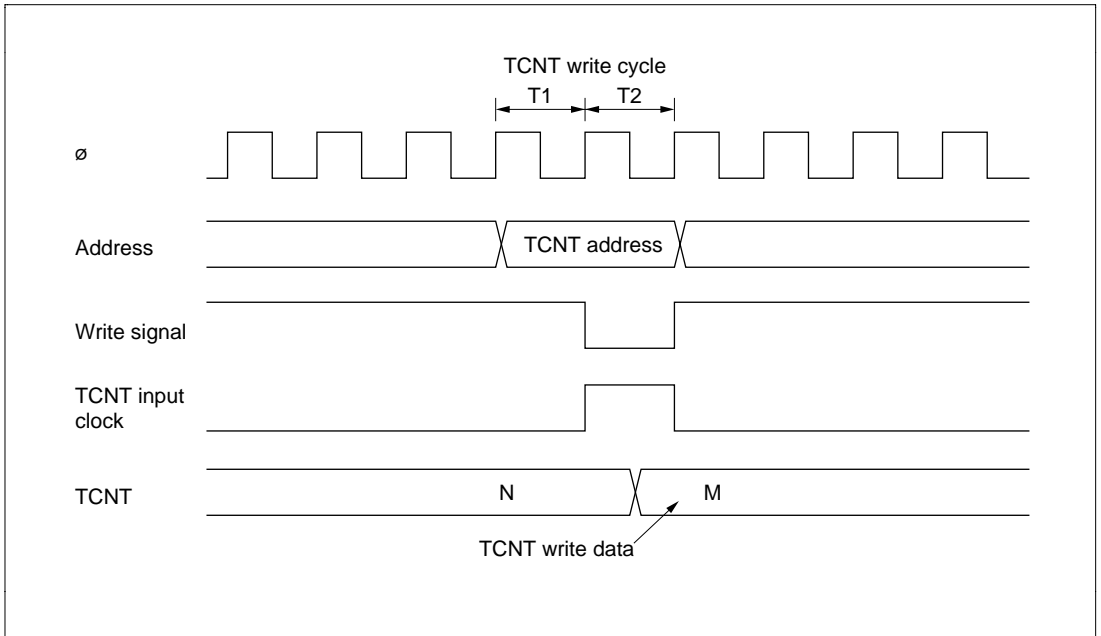 TCNT write cycle
T1 T2
ø
Address
TCNT address
Write signal
TCNT input
clock
TCNT
N
M
TCNT write data